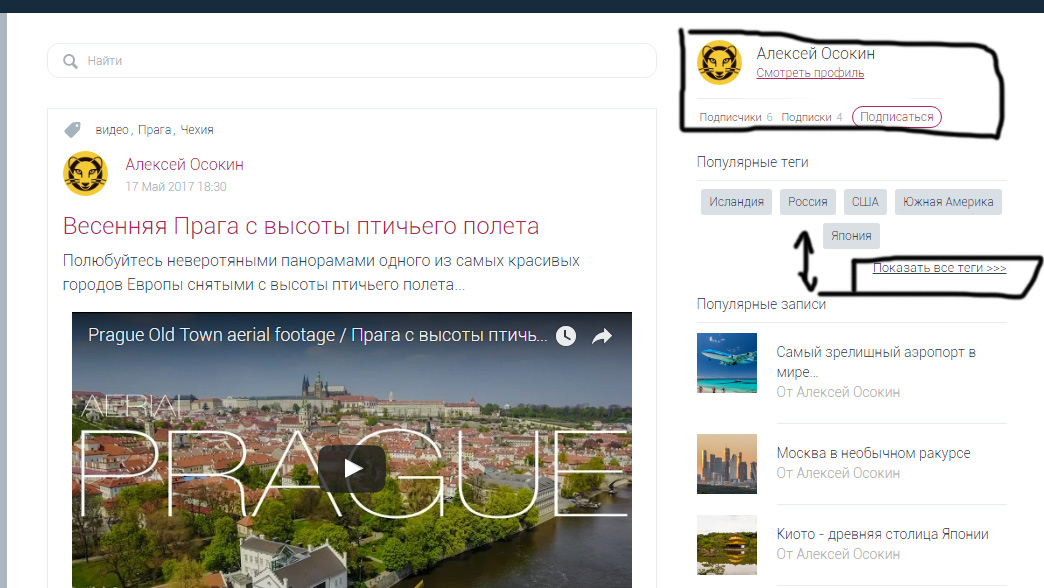 Найти
видео, Прага, Чехия
Алексей Осокин
17 Май 2017 18:30
Весенняя Прага с высоты птичьего полета
Полюбуйтесь невероятными панорамами одного из самых красивых
городов Европы снятыми с высоты птичьего полета...
Prague Old Town aerial footage / Прага с высоты птичь...
AERIAL
PRAGUE
Алексей Осокин
Смотреть профиль
Подписчики 6 Подписки 4 Подписаться
Популярные теги
Исландия Россия США Южная Америка
Япония
Показать все теги >>>
Популярные записи
Самый зрелишный аэропорт в
мире...
От Алексей Осокин
Москва в необычном ракурсе
От Алексей Осокин
Киото - древняя столица Японии
От Алексей Осокин